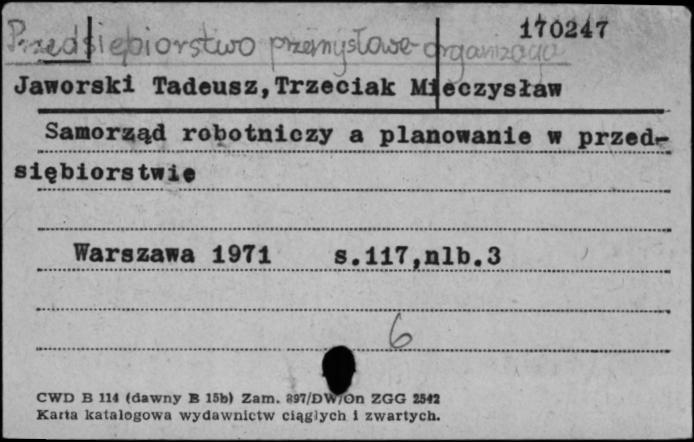 170247
Przedsiębiorstwo przemysłowe - organizacja
Jaworski Tadeusz,Trzeciak Mieczysław
Samorząd robotniczy a planowanie w przed-
siębiorstwie
Warszawa 1971 s.117,nlb.3
6
CWD B 114 (dawny B 15b) Zam. 897/DW/On ZGG 2542
Karta katalogowa wydawnictw ciągłych i zwartych.